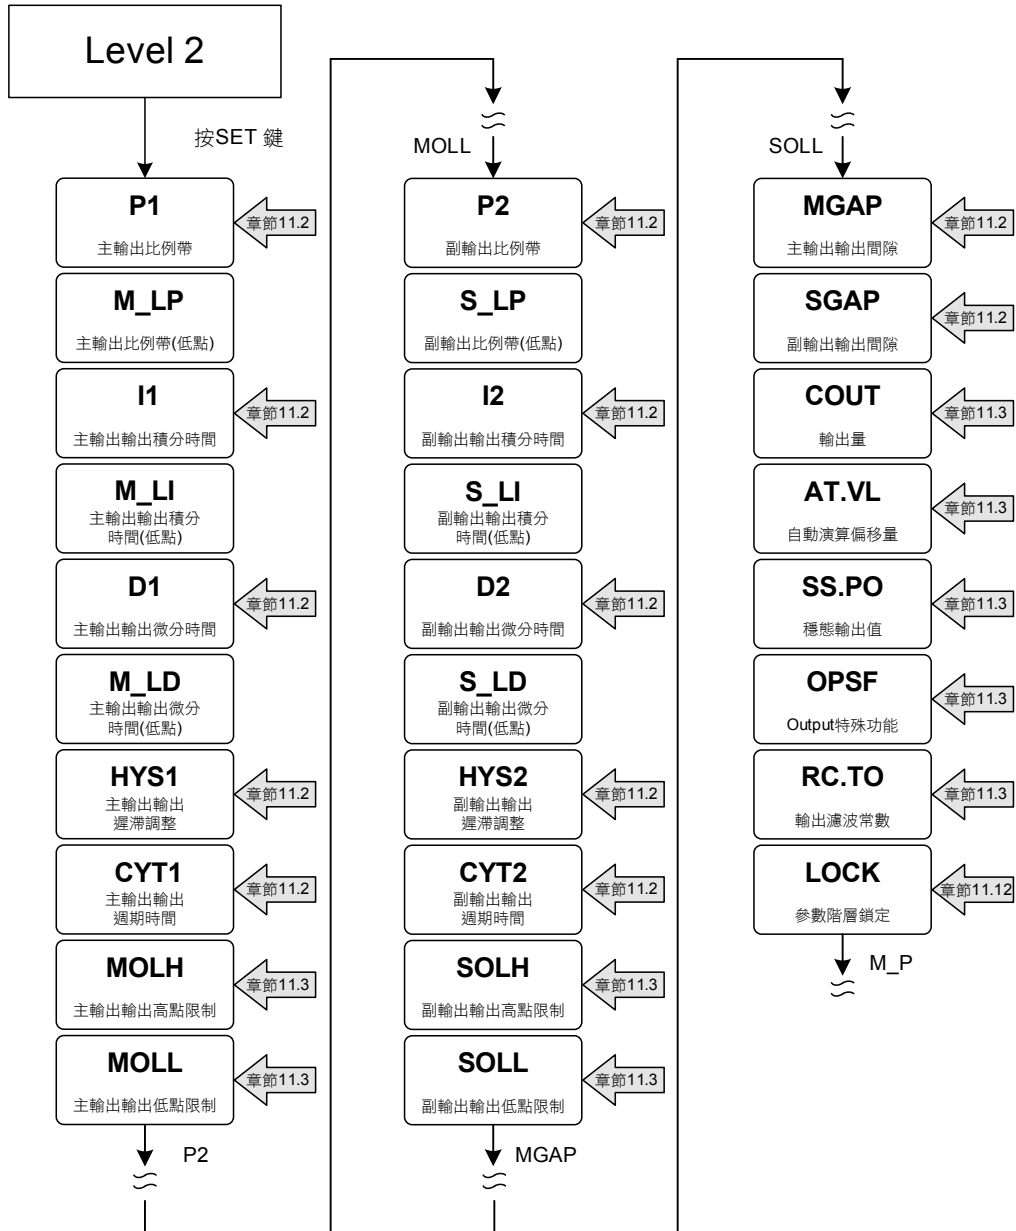 Level 2
按SET 鍵
P1
主輸出比例帶
章節11.2
M_LP
主輸出比例帶(低點)
I1
主輸出輸出積分時間
章節11.2
M_LI
主輸出輸出積分
時間(低點)
D1
主輸出輸出微分時間
章節11.2
M_LD
主輸出輸出微分
時間(低點)
HYS1
主輸出輸出
遲滯調整
章節11.2
CYT1
主輸出輸出
週期時間
章節11.2
MOLH
主輸出輸出高點限制
章節11.3
MOLL
主輸出輸出低點限制
章節11.3
P2
MOLL
P2
副輸出比例帶
章節11.2
S_LP
副輸出比例帶(低點)
I2
副輸出輸出積分時間
章節11.2
S_LI
副輸出輸出積分
時間(低點)
D2
副輸出輸出微分時間
章節11.2
S_LD
副輸出輸出微分
時間(低點)
HYS2
副輸出輸出
遲滯調整
章節11.2
CYT2
副輸出輸出
週期時間
章節11.2
SOLH
副輸出輸出高點限制
章節11.3
SOLL
副輸出輸出低點限制
章節11.3
MGAP
SOLL
MGAP
主輸出輸出間隙
章節11.2
SGAP
副輸出輸出間隙
章節11.2
COUT
輸出量
章節11.3
AT.VL
自動演算偏移量
章節11.3
SS.PO
穩態輸出值
章節11.3
OPSF
Output特殊功能
章節11.3
RC.TO
輸出濾波常數
章節11.3
LOCK
參數階層鎖定
章節11.12
M_P